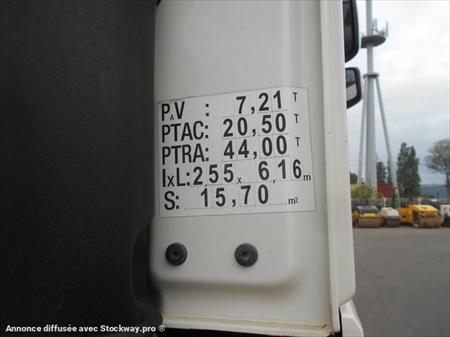 PAV : 7,21 T
PTAC: 20,50 T
PTRA: 44,00 T
lxL: 2,55 x 6,16 m
S: 15,70 m²
Annonce diffusée avec Stockway.pro ®